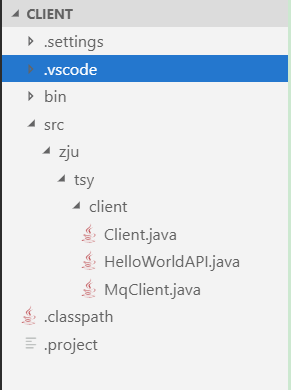 CLIENT
.settings
.vscode
bin
src
zju
tsy
client
Client.java
HelloWorldAPI.java
MqClient.java
.classpath
.project